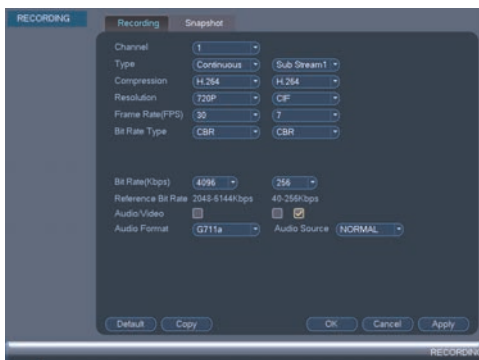 RECORDING
Recording Snapshot
Channel 1
Type Continuous Sub Stream1
Compression H.264 H.264
Resolution 720P CIF
Frame Rate(FPS) 30 7
Bit Rate Type CBR CBR
Bit Rate(Kbps) 4096 256
Reference Bit Rate 2048-6144Kbps 40-256Kbps
Audio/Video
Audio Format G711a Audio Source NORMAL
Default Copy OK Cancel Apply
RECORDING